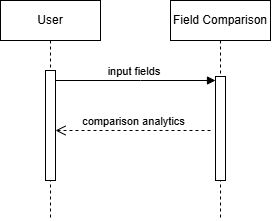 User
Field Comparison
input fields
comparison analytics